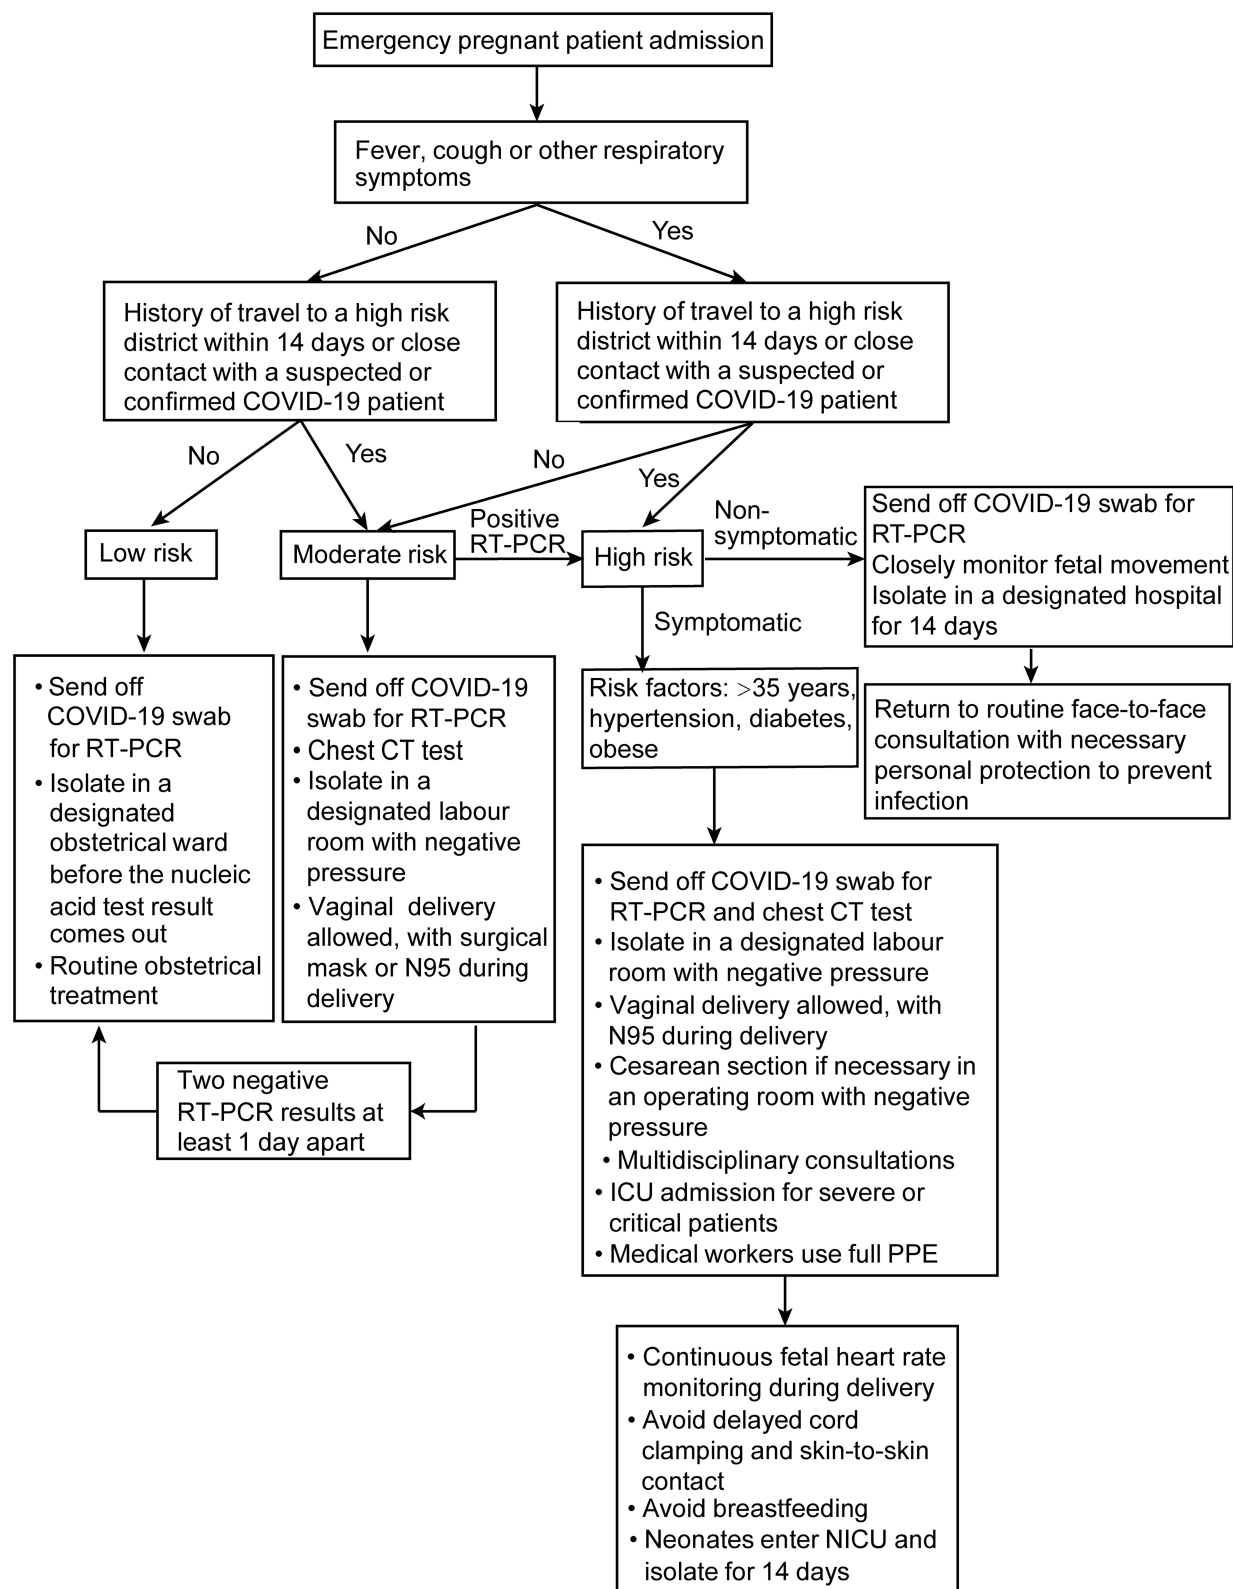 Emergency pregnant patient admission
Fever, cough or other respiratory
symptoms
No
Yes
History of travel to a high risk
district within 14 days or close
contact with a suspected or
confirmed COVID-19 patient
History of travel to a high risk
district within 14 days or close
contact with a suspected or
confirmed COVID-19 patient
No
Yes
No
Yes
Low risk
Moderate risk
Positive
RT-PCR
High risk
Non-
symptomatic
Send off COVID-19 swab for
RT-PCR
Closely monitor fetal movement
Isolate in a designated hospital
for 14 days
Symptomatic
• Send off
COVID-19 swab
for RT-PCR
• Isolate in a
designated
obstetrical ward
before the nucleic
acid test result
comes out
• Routine obstetrical
treatment
• Send off COVID-19
swab for RT-PCR
• Chest CT test
• Isolate in a
designated labour
room with negative
pressure
• Vaginal delivery
allowed, with surgical
mask or N95 during
delivery
Risk factors: >35 years,
hypertension, diabetes,
obese
Return to routine face-to-face
consultation with necessary
personal protection to prevent
infection
Two negative
RT-PCR results at
least 1 day apart
• Send off COVID-19 swab for
RT-PCR and chest CT test
• Isolate in a designated labour
room with negative pressure
• Vaginal delivery allowed, with
N95 during delivery
• Cesarean section if necessary in
an operating room with negative
pressure
• Multidisciplinary consultations
• ICU admission for severe or
critical patients
• Medical workers use full PPE
• Continuous fetal heart rate
monitoring during delivery
• Avoid delayed cord
clamping and skin-to-skin
contact
• Avoid breastfeeding
• Neonates enter NICU and
isolate for 14 days